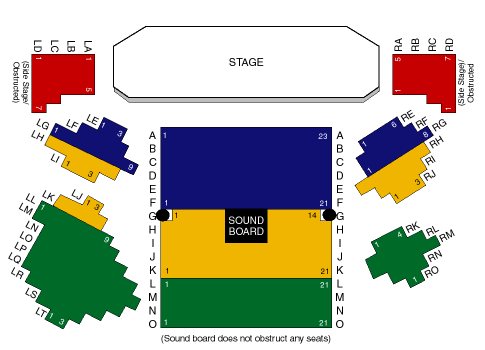 STAGE
LD LC LB LA
1 1
5
7
(Side Stage)/
Obstructed)
RA RB RC RD
5 7
1
1
(Side Stage)/
Obstructed
LG LF LE
LH
LI
1 1 3
9
1 3
RE
RF
RG
RH
RI
RJ
6
8
1
1 3
A A
B B
C C
D D
E E
F F
G G
H H
I I
J J
K K
L L
M M
N N
O O
1 23
1 21
1 14
SOUND
BOARD
1 21
1 21
1 21
LL LK LJ
LM
LN
LO
LP
LQ
LR
LS
LT
1 1 3
9
1 3
RK
RL
RM
RN
RO
4
1
1
(Sound board does not obstruct any seats)